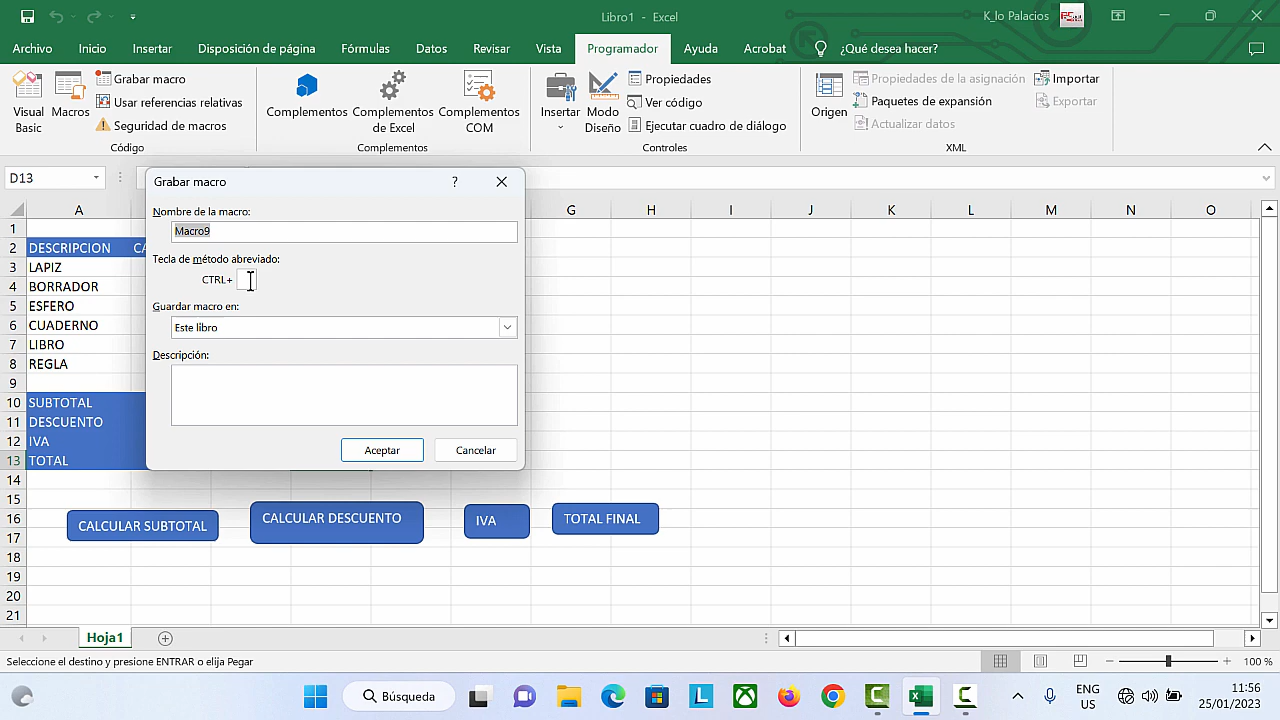 Libro1 - Excel
K_lo Palacios
Archivo Inicio Insertar Disposición de página Fórmulas Datos Revisar Vista Programador Ayuda Acrobat ¿Qué desea hacer?
Visual Basic
Macros
Grabar macro
Usar referencias relativas
Seguridad de macros
Código
Complementos
Complementos de Excel
Complementos COM
Complementos
Insertar
Modo Diseño
Propiedades
Ver código
Ejecutar cuadro de diálogo
Controles
Origen
Propiedades de la asignación
Paquetes de expansión
Actualizar datos
Importar
Exportar
XML
D13
Grabar macro ?
Nombre de la macro:
Macro9
Tecla de método abreviado:
CTRL+
Guardar macro en:
Este libro
Descripción:
Aceptar Cancelar
A G H I J K L M N O
1
2 DESCRIPCION CA
3 LAPIZ
4 BORRADOR
5 ESFERO
6 CUADERNO
7 LIBRO
8 REGLA
9
10 SUBTOTAL
11 DESCUENTO
12 IVA
13 TOTAL
14
15
16
17
18
19
20
21
CALCULAR SUBTOTAL
CALCULAR DESCUENTO
IVA
TOTAL FINAL
Hoja1
Seleccione el destino y presione ENTRAR o elija Pegar
100 %
Búsqueda
ENG
US
11:56
25/01/2023